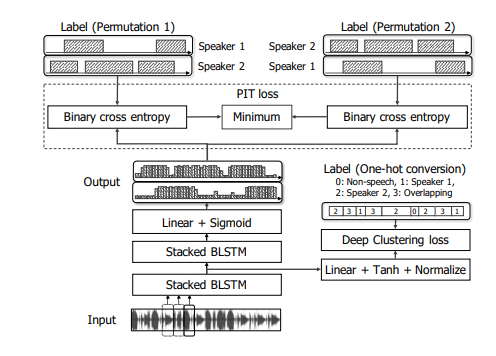 Label (Permutation 1)
Label (Permutation 2)
Speaker 1
Speaker 2
Speaker 2
Speaker 1
PIT loss
Binary cross entropy
Minimum
Binary cross entropy
Output
Label (One-hot conversion)
0: Non-speech, 1: Speaker 1,
2: Speaker 2, 3: Overlapping
2 3 1 3 2 0 2 3 1
Linear + Sigmoid
Deep Clustering loss
Stacked BLSTM
Linear + Tanh + Normalize
Stacked BLSTM
Input